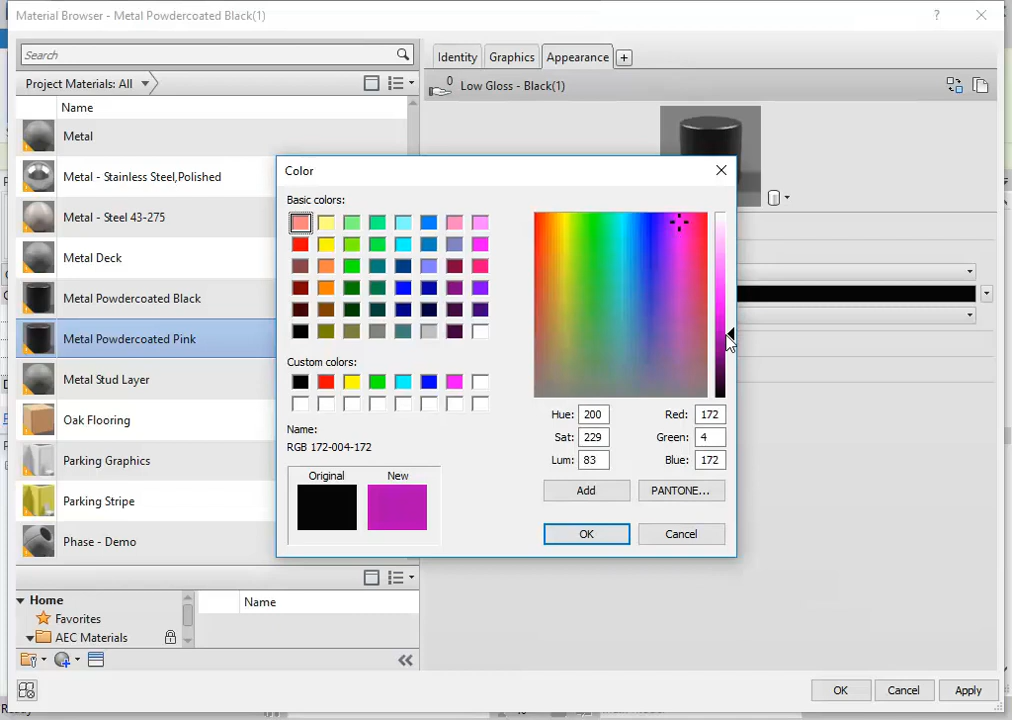 Material Browser - Metal Powdercoated Black(1)
?
Search
Identity
Graphics
Appearance
Project Materials: All
0
Low Gloss - Black(1)
Name
Metal
Metal - Stainless Steel,Polished
Metal - Steel 43-275
Metal Deck
Metal Powdercoated Black
Metal Powdercoated Pink
Metal Stud Layer
Oak Flooring
Parking Graphics
Parking Stripe
Phase - Demo
Color
Basic colors:
Custom colors:
Name:
RGB 172-004-172
Original
New
Hue: 200
Red: 172
Sat: 229
Green: 4
Lum: 83
Blue: 172
Add
PANTONE...
OK
Cancel
Home
Name
Favorites
AEC Materials
OK
Cancel
Apply